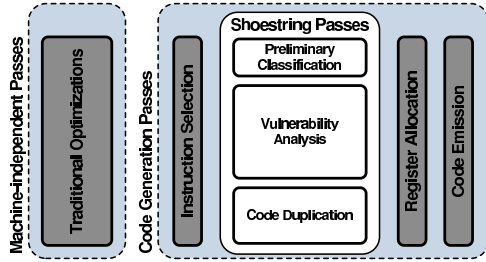 Machine-independent Passes
Traditional Optimizations
Code Generation Passes
Instruction Selection
Shoestring Passes
Preliminary
Classification
Vulnerability
Analysis
Code Duplication
Register Allocation
Code Emission